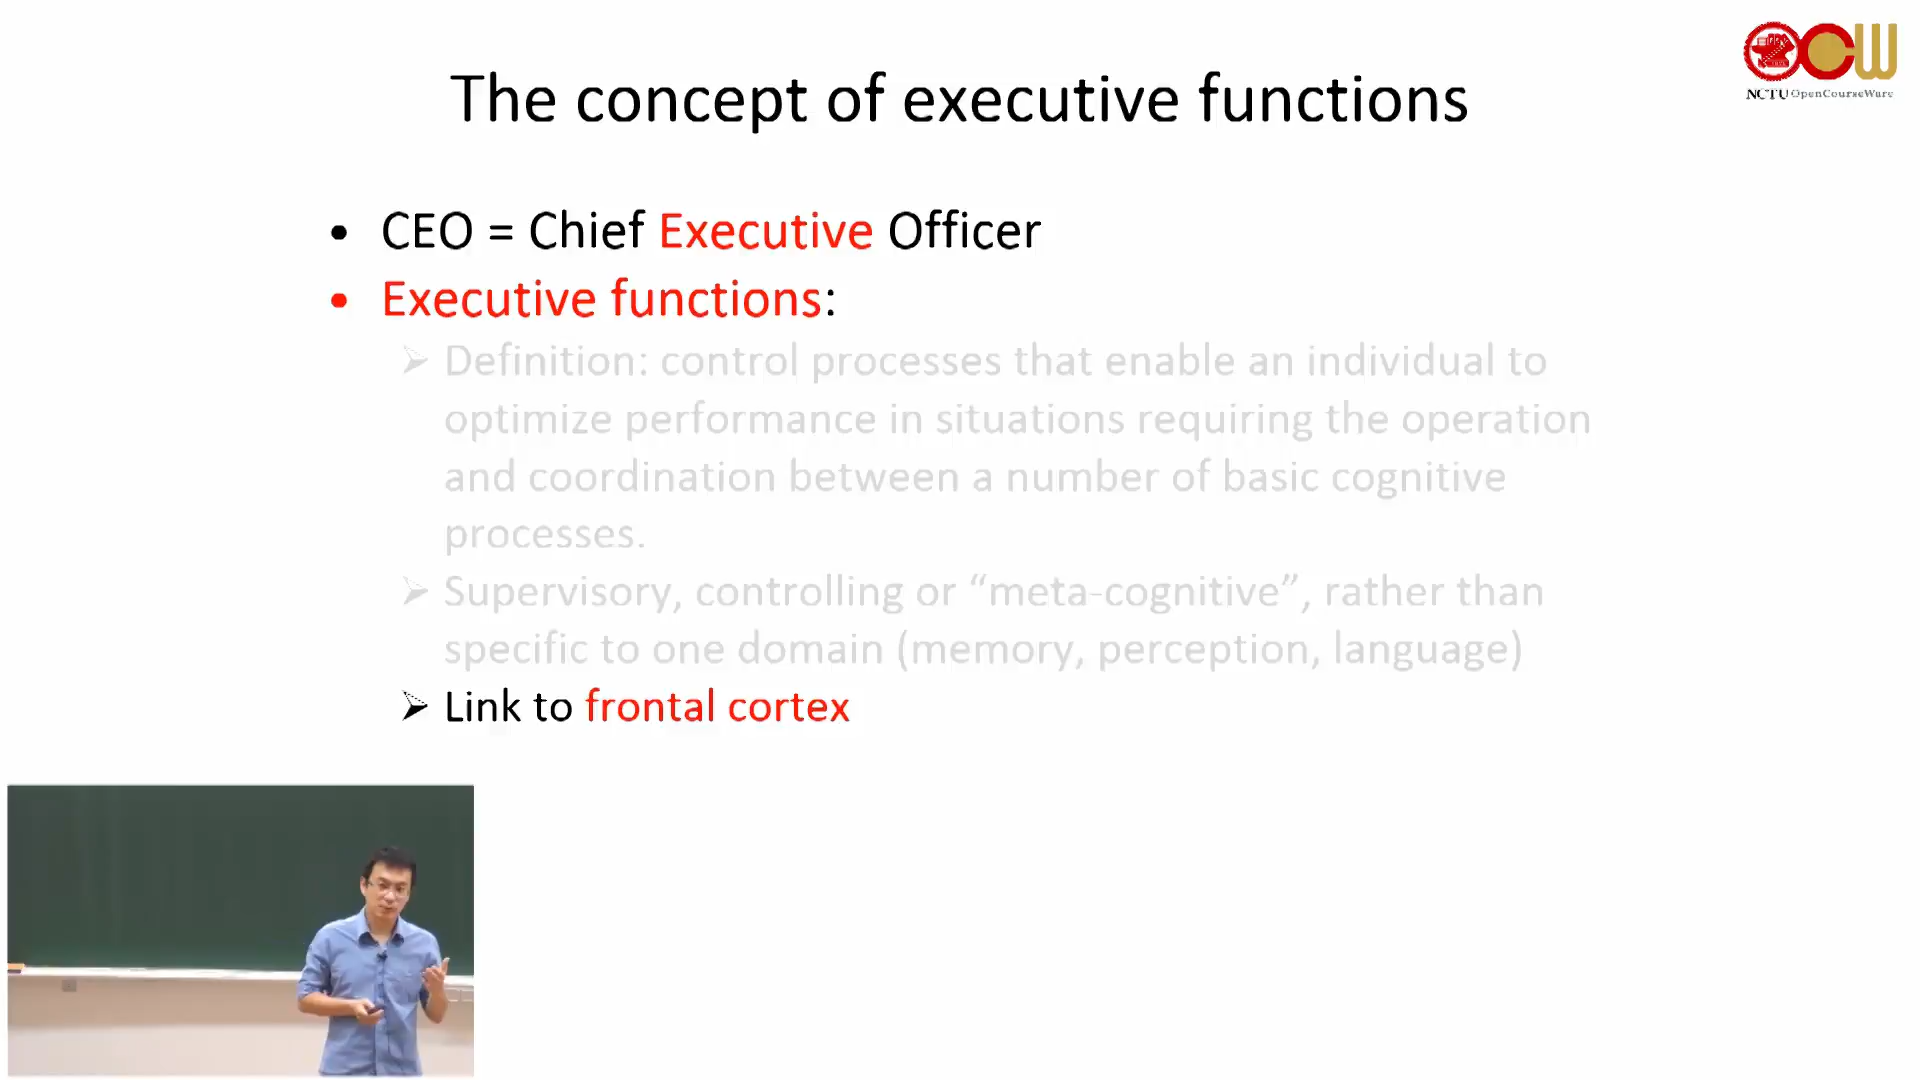 OCW
NCTU OpenCourseWare
The concept of executive functions
• CEO = Chief Executive Officer
• Executive functions:
➢ Definition: control processes that enable an individual to
optimize performance in situations requiring the operation
and coordination between a number of basic cognitive
processes.
➢ Supervisory, controlling or “meta-cognitive”, rather than
specific to one domain (memory, perception, language)
➢ Link to frontal cortex